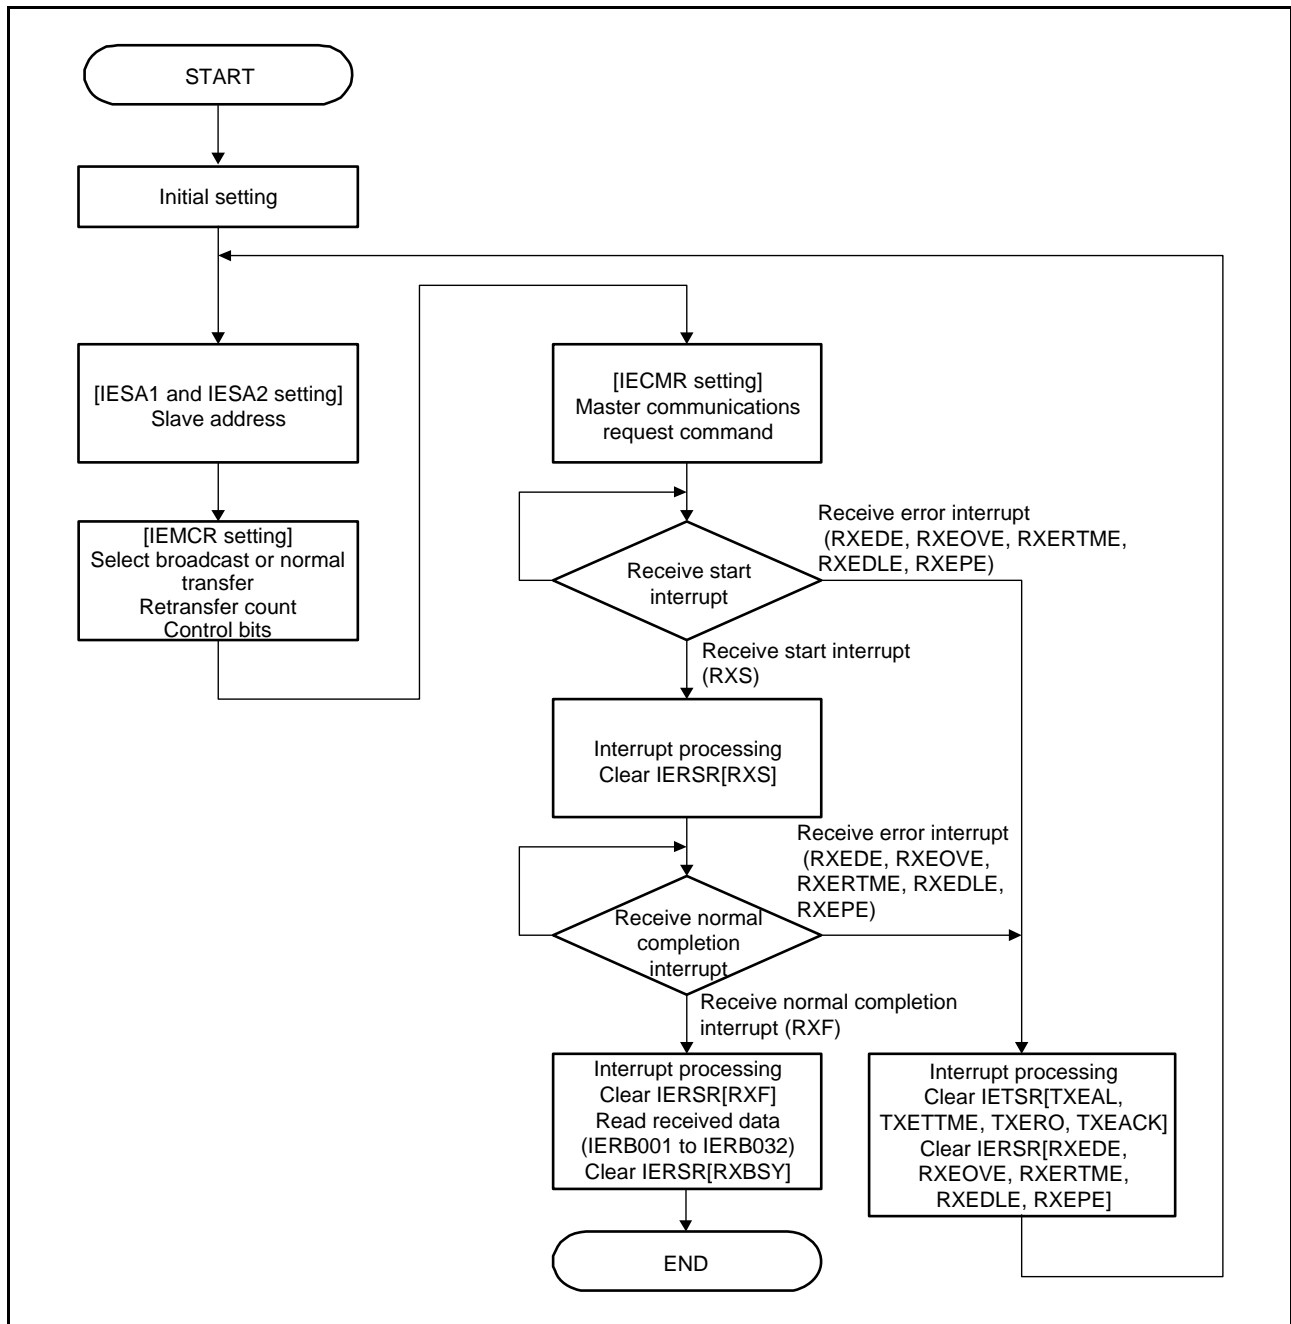 START
Initial setting
[IESA1 and IESA2 setting]
Slave address
[IEMCR setting]
Select broadcast or normal
transfer
Retransfer count
Control bits
[IECMR setting]
Master communications
request command
Receive error interrupt
(RXEDE, RXEOVE, RXERTME,
RXEDLE, RXEPE)
Receive start
interrupt
Receive start interrupt
(RXS)
Interrupt processing
Clear IERSR[RXS]
Receive error interrupt
(RXEDE, RXEOVE,
RXERTME, RXEDLE,
RXEPE)
Receive normal
completion
interrupt
Receive normal completion
interrupt (RXF)
Interrupt processing
Clear IERSR[RXF]
Read received data
(IERB001 to IERB032)
Clear IERSR[RXBSY]
Interrupt processing
Clear IETSR[TXEAL,
TXETTME, TXERO, TXEACK]
Clear IERSR[RXEDE,
RXEOVE, RXERTME,
RXEDLE, RXEPE]
END